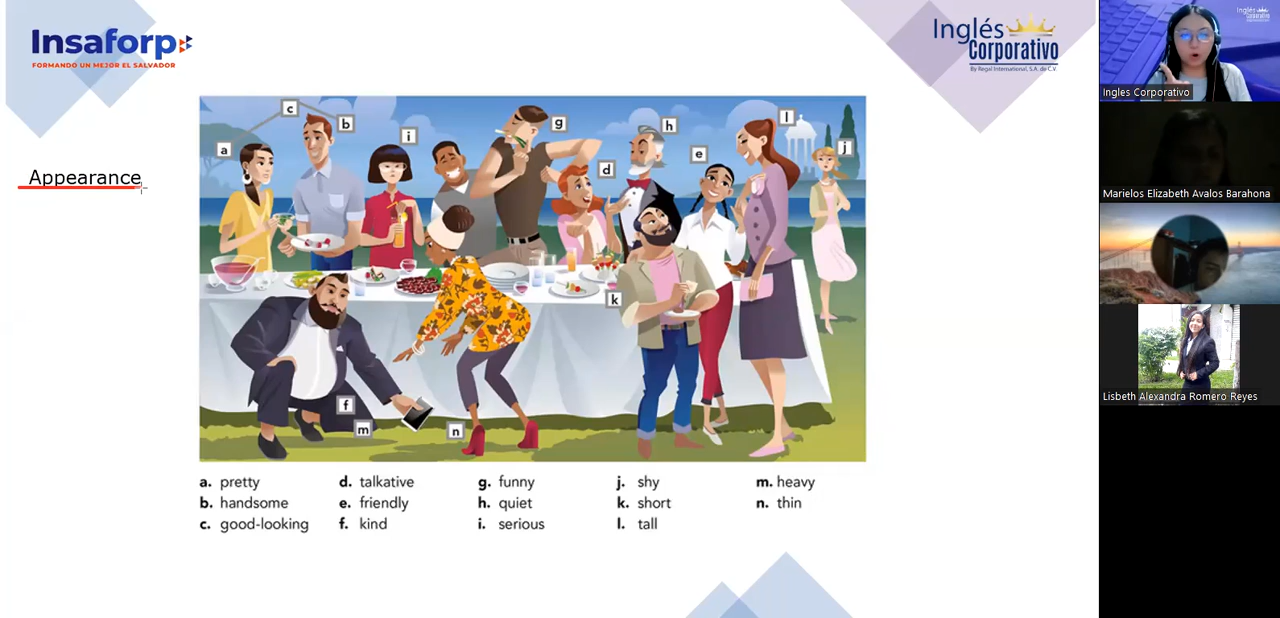 Insaforp
FORMANDO UN MEJOR EL SALVADOR
Inglés
Corporativo
By Regal International, S.A. de C.V.
Appearance
a
c
b
i
g
d
h
e
l
j
k
f
m
n
a. pretty
b. handsome
c. good-looking
d. talkative
e. friendly
f. kind
g. funny
h. quiet
i. serious
j. shy
k. short
l. tall
m. heavy
n. thin
Inglés
Corporativo
Ingles Corporativo
Marielos Elizabeth Avalos Barahona
Lisbeth Alexandra Romero Reyes